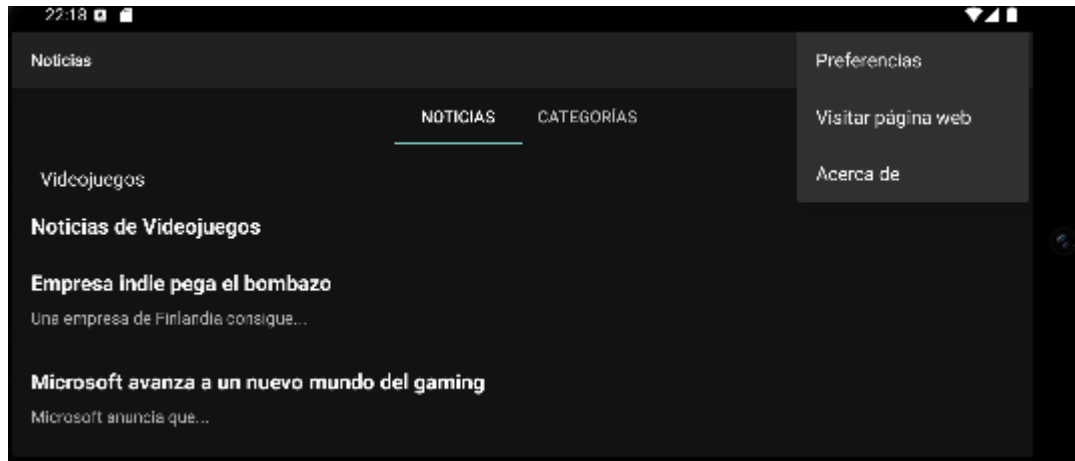 22:18
Noticias
Preferencias
NOTICIAS
CATEGORÍAS
Visitar página web
Acerca de
Videojuegos
Noticias de Videojuegos
Empresa indie pega el bombazo
Una empresa de Finlandia consigue...
Microsoft avanza a un nuevo mundo del gaming
Microsoft anuncia que...